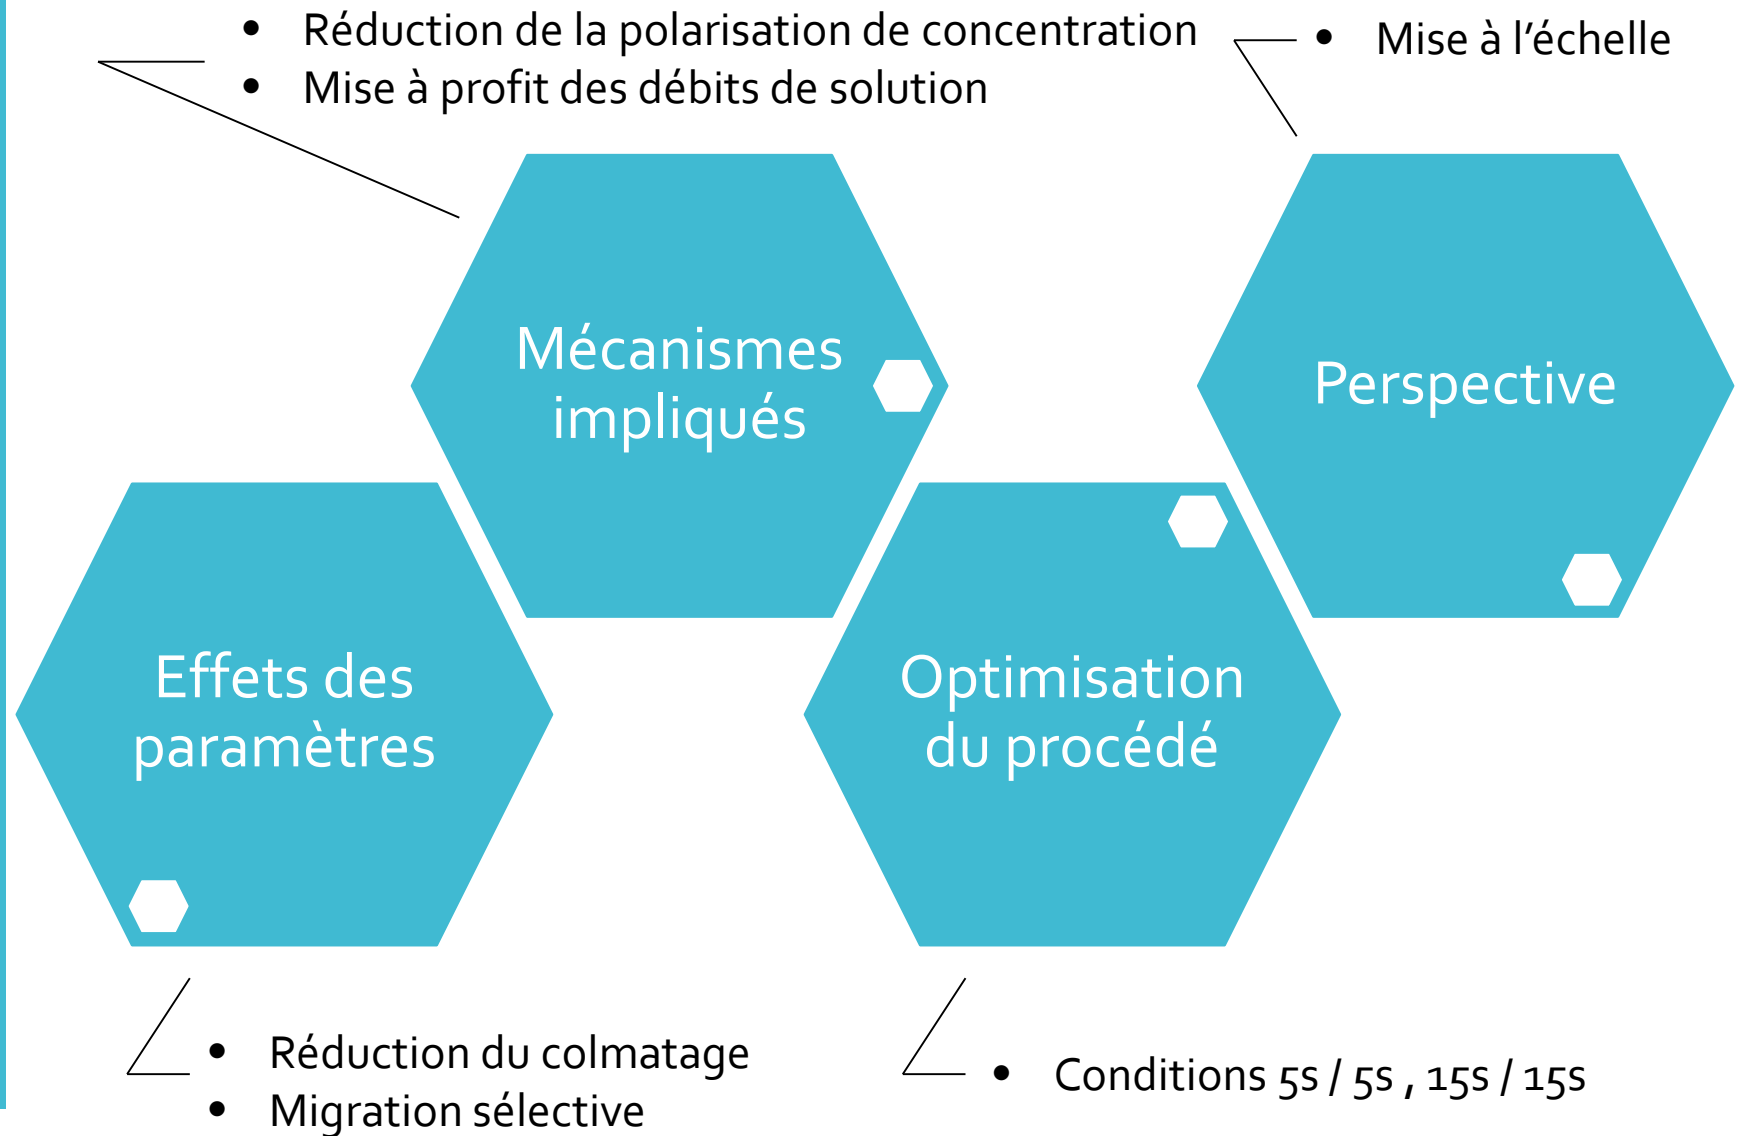 • Réduction de la polarisation de concentration
• Mise à profit des débits de solution
• Mise à l’échelle
Mécanismes
impliqués
Perspective
Effets des
paramètres
Optimisation
du procédé
• Réduction du colmatage
• Migration sélective
• Conditions 5s / 5s , 15s / 15s